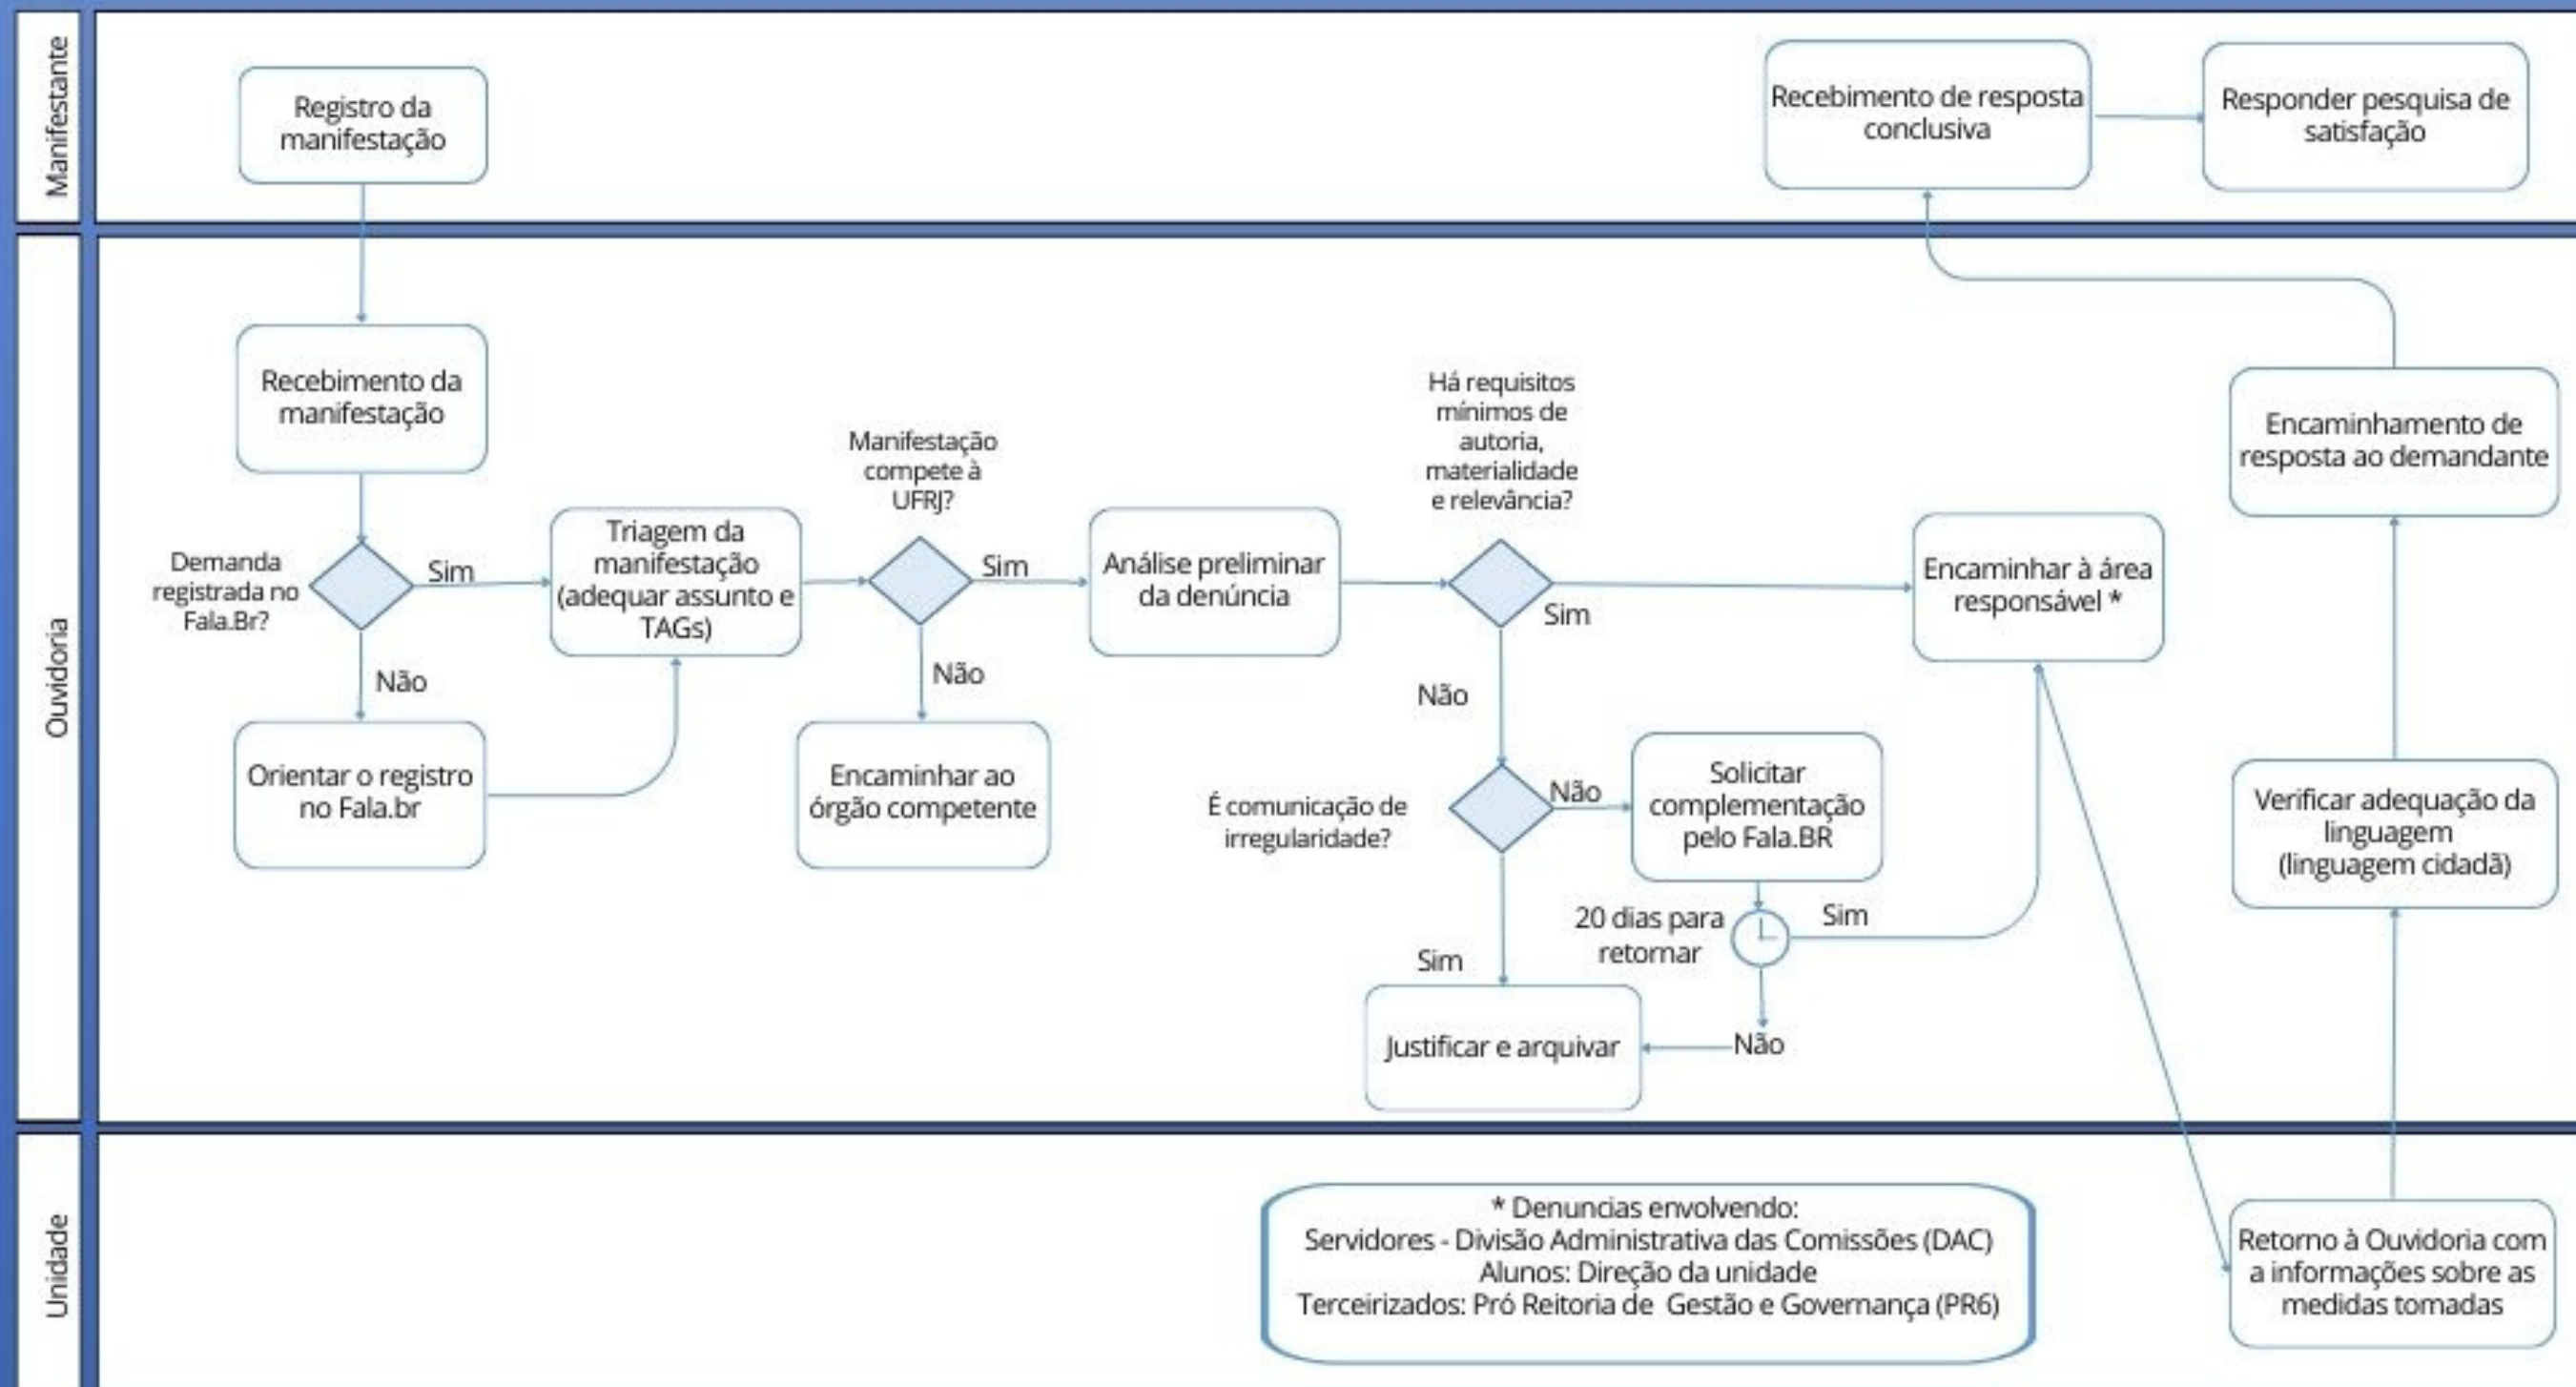 Manifestante
Registro da
manifestação
Recebimento de resposta
conclusiva
Responder pesquisa de
satisfação
Ouvidoria
Recebimento da
manifestação
Demanda
registrada no
Fala.Br?
Sim
Não
Orientar o registro
no Fala.br
Triagem da
manifestação
(adequar assunto e
TAGs)
Manifestação
compete à
UFRJ?
Sim
Não
Encaminhar ao
órgão competente
Análise preliminar
da denúncia
Há requisitos
mínimos de
autoria,
materialidade
e relevância?
Sim
Não
É comunicação de
irregularidade?
Não
Sim
Solicitar
complementação
pelo Fala.BR
20 dias para
retornar
Sim
Não
Justificar e arquivar
Encaminhar à área
responsável *
Encaminhamento de
resposta ao demandante
Verificar adequação da
linguagem
(linguagem cidadã)
Unidade
* Denuncias envolvendo:
Servidores - Divisão Administrativa das Comissões (DAC)
Alunos: Direção da unidade
Terceirizados: Pró Reitoria de Gestão e Governança (PR6)
Retorno à Ouvidoria com
a informações sobre as
medidas tomadas